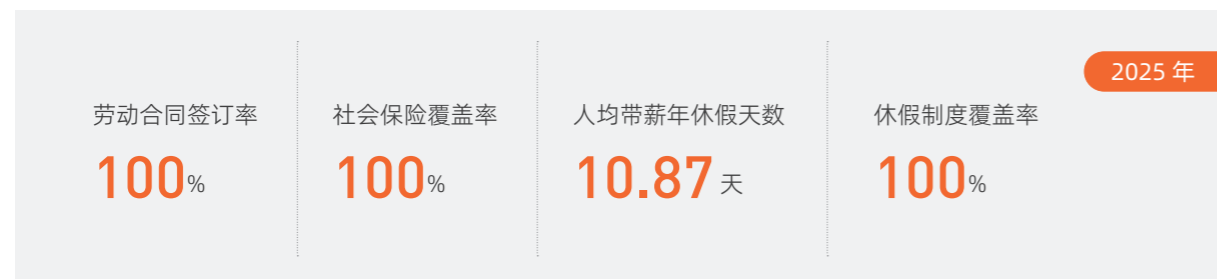 2025 年
劳动合同签订率
100%
社会保险覆盖率
100%
人均带薪年休假天数
10.87 天
休假制度覆盖率
100%